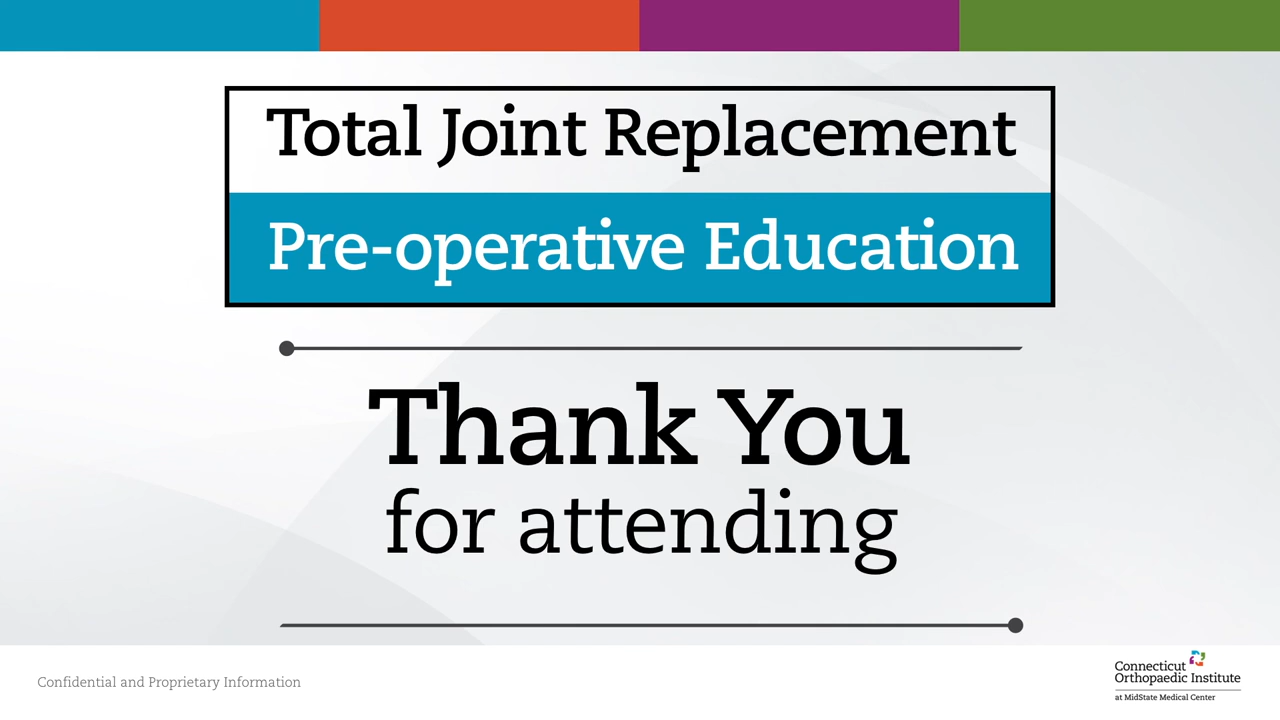 Total Joint Replacement
Pre-operative Education
Thank You
for attending
Confidential and Proprietary Information
Connecticut
Orthopaedic Institute
at MidState Medical Center